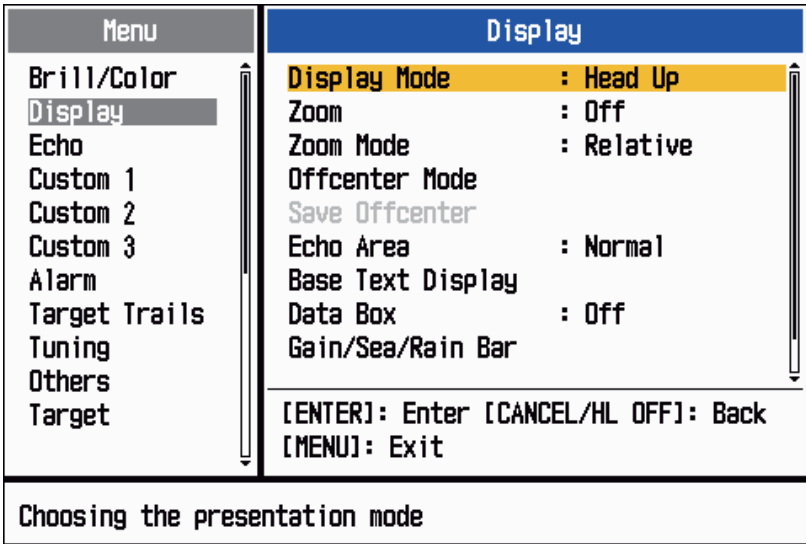 Menu
Brill/Color
Display
Echo
Custom 1
Custom 2
Custom 3
Alarm
Target Trails
Tuning
Others
Target
Display
Display Mode : Head Up
Zoom : Off
Zoom Mode : Relative
Offcenter Mode
Save Offcenter
Echo Area : Normal
Base Text Display
Data Box : Off
Gain/Sea/Rain Bar
[ENTER]: Enter [CANCEL/HL OFF]: Back
[MENU]: Exit
Choosing the presentation mode